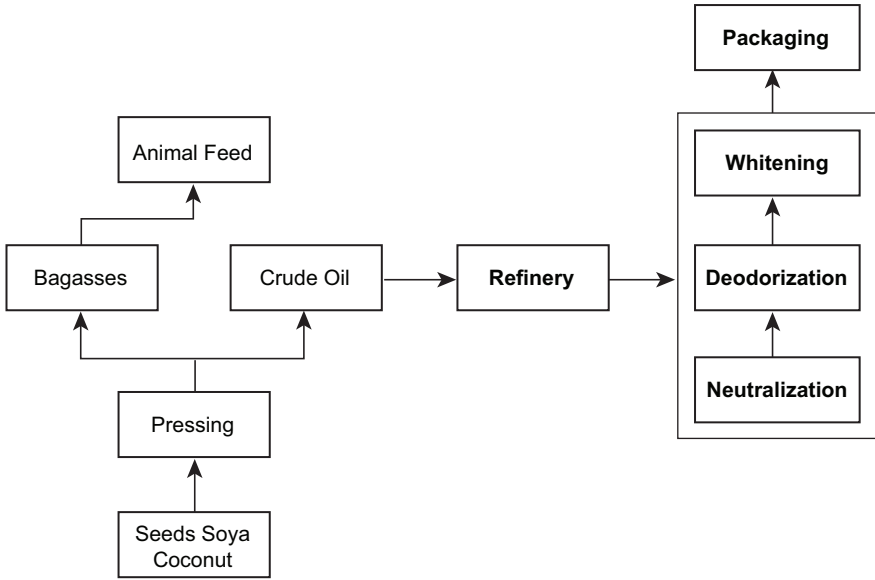 Packaging
Animal Feed
Whitening
Bagasses
Crude Oil
Refinery
Deodorization
Neutralization
Pressing
Seeds Soya
Coconut